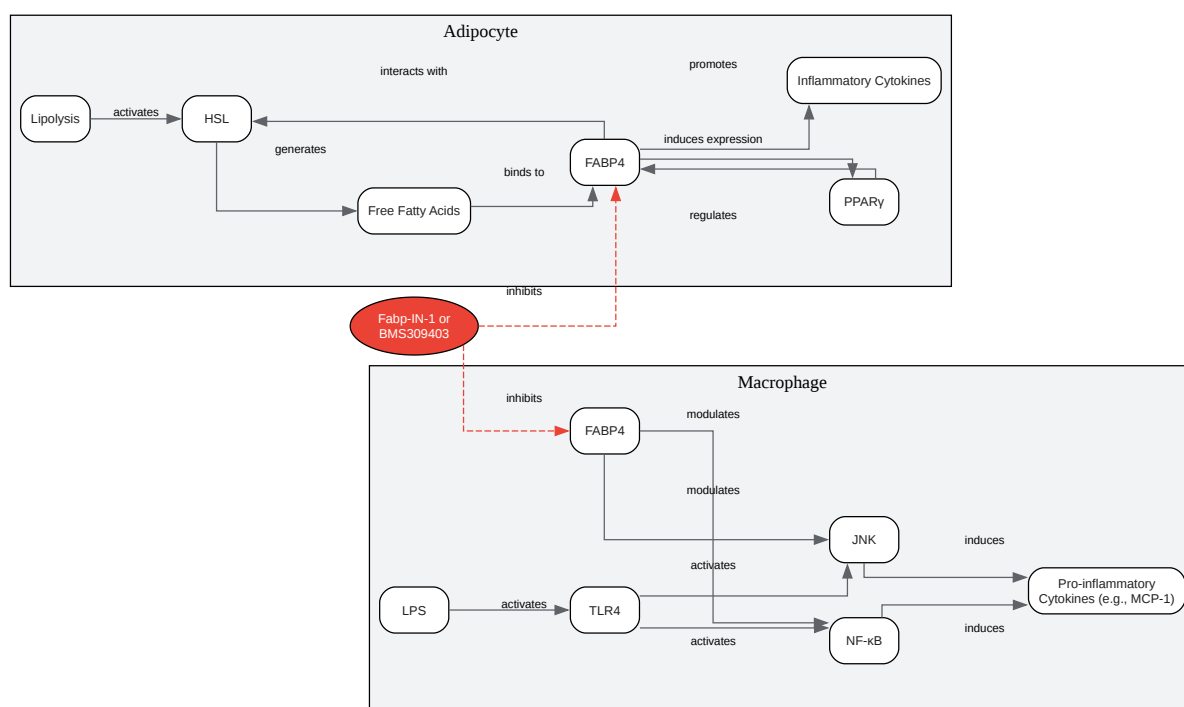 Adipocyte
interacts with
promotes
Inflammatory Cytokines
Lipolysis
activates
HSL
generates
induces expression
FABP4
binds to
PPARγ
Free Fatty Acids
regulates
inhibits
Fabp-IN-1 or
BMS309403
Macrophage
inhibits
modulates
FABP4
modulates
JNK
induces
activates
Pro-inflammatory
Cytokines (e.g., MCP-1)
LPS
activates
TLR4
induces
activates
NF-κB